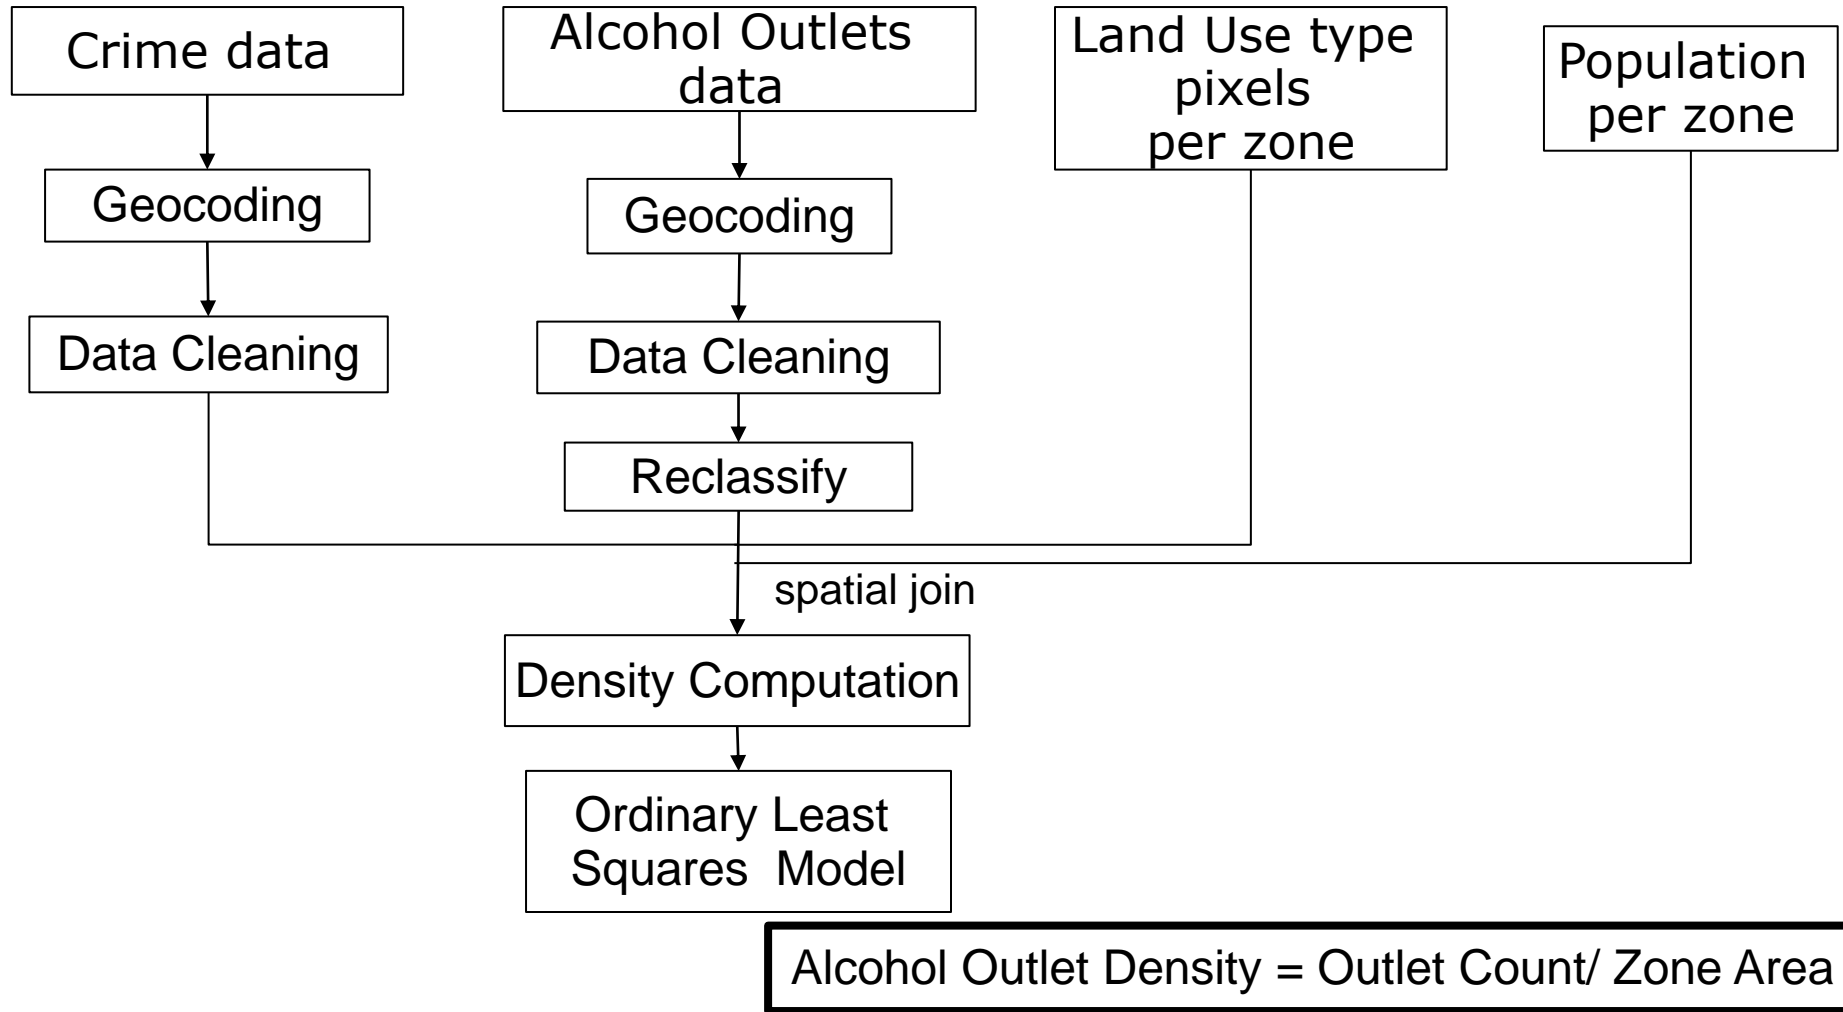 Crime data
Alcohol Outlets
data
Land Use type
pixels
per zone
Population
per zone
Geocoding
Geocoding
Data Cleaning
Data Cleaning
Reclassify
spatial join
Density Computation
Ordinary Least
Squares Model
Alcohol Outlet Density = Outlet Count/ Zone Area